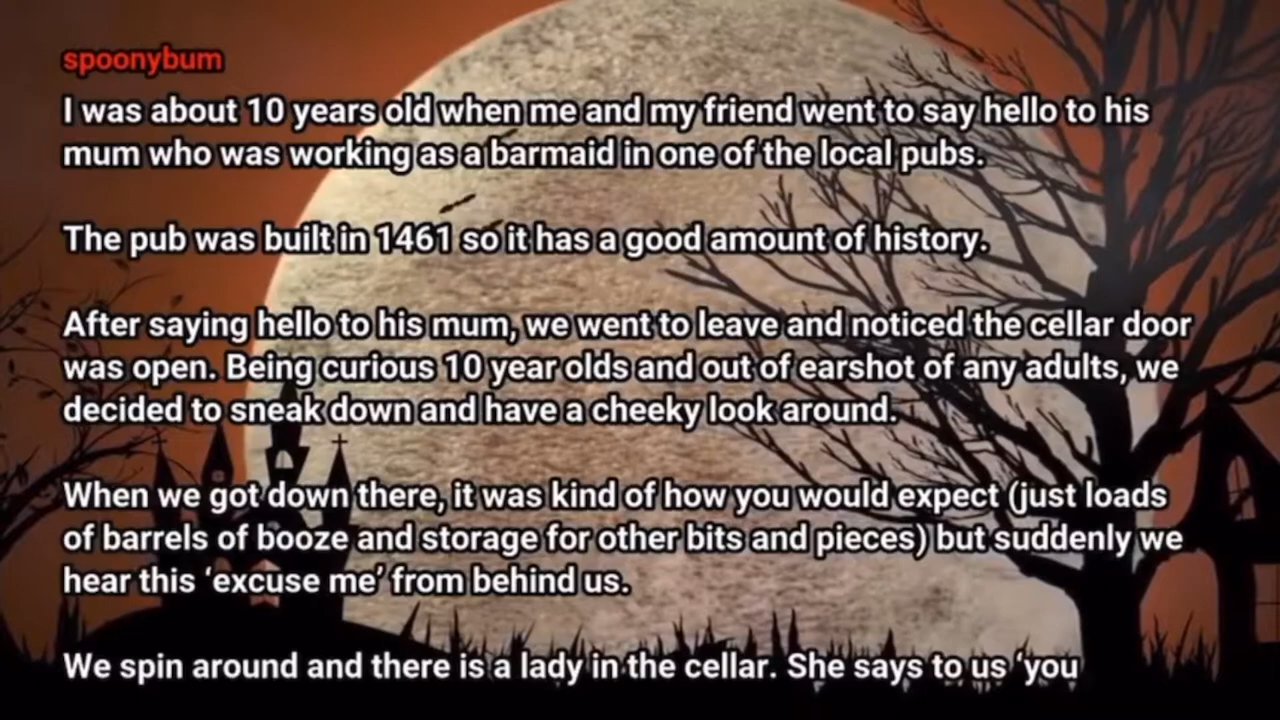 spoonybum
I was about 10 years old when me and my friend went to say hello to his
mum who was working as a barmaid in one of the local pubs.
The pub was built in 1461 so it has a good amount of history.
After saying hello to his mum, we went to leave and noticed the cellar door
was open. Being curious 10 year olds and out of earshot of any adults, we
decided to sneak down and have a cheeky look around.
When we got down there, it was kind of how you would expect (just loads
of barrels of booze and storage for other bits and pieces) but suddenly we
hear this ‘excuse me’ from behind us.
We spin around and there is a lady in the cellar. She says to us ‘you